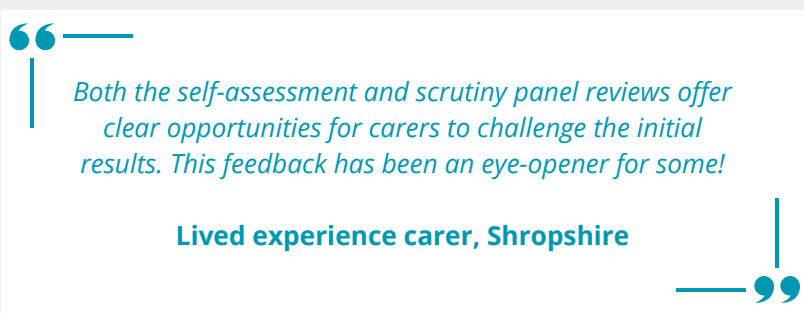 Both the self-assessment and scrutiny panel reviews offer
clear opportunities for carers to challenge the initial
results. This feedback has been an eye-opener for some!
Lived experience carer, Shropshire